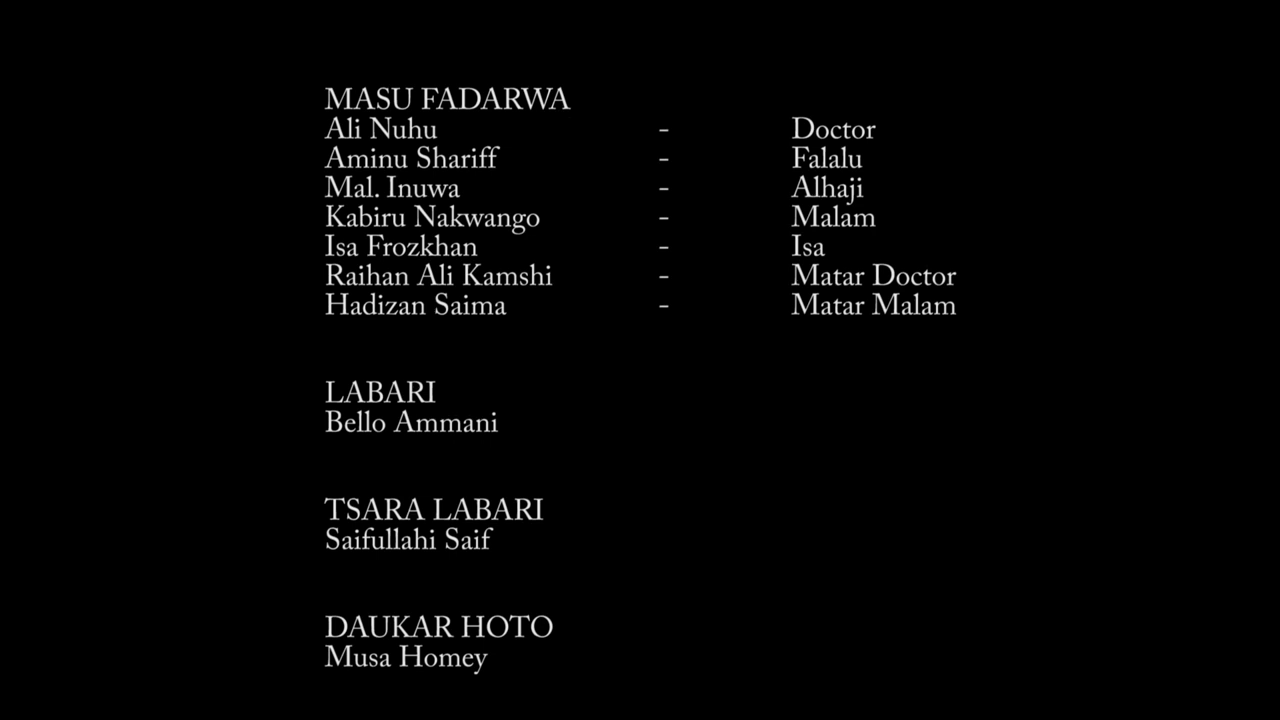 MASU FADARWA
Ali Nuhu - Doctor
Aminu Shariff - Falalu
Mal. Inuwa - Alhaji
Kabiru Nakwango - Malam
Isa Frozkhan - Isa
Raihan Ali Kamshi - Matar Doctor
Hadizan Saima - Matar Malam
LABARI
Bello Ammani
TSARA LABARI
Saifullahi Saif
DAUKAR HOTO
Musa Homey